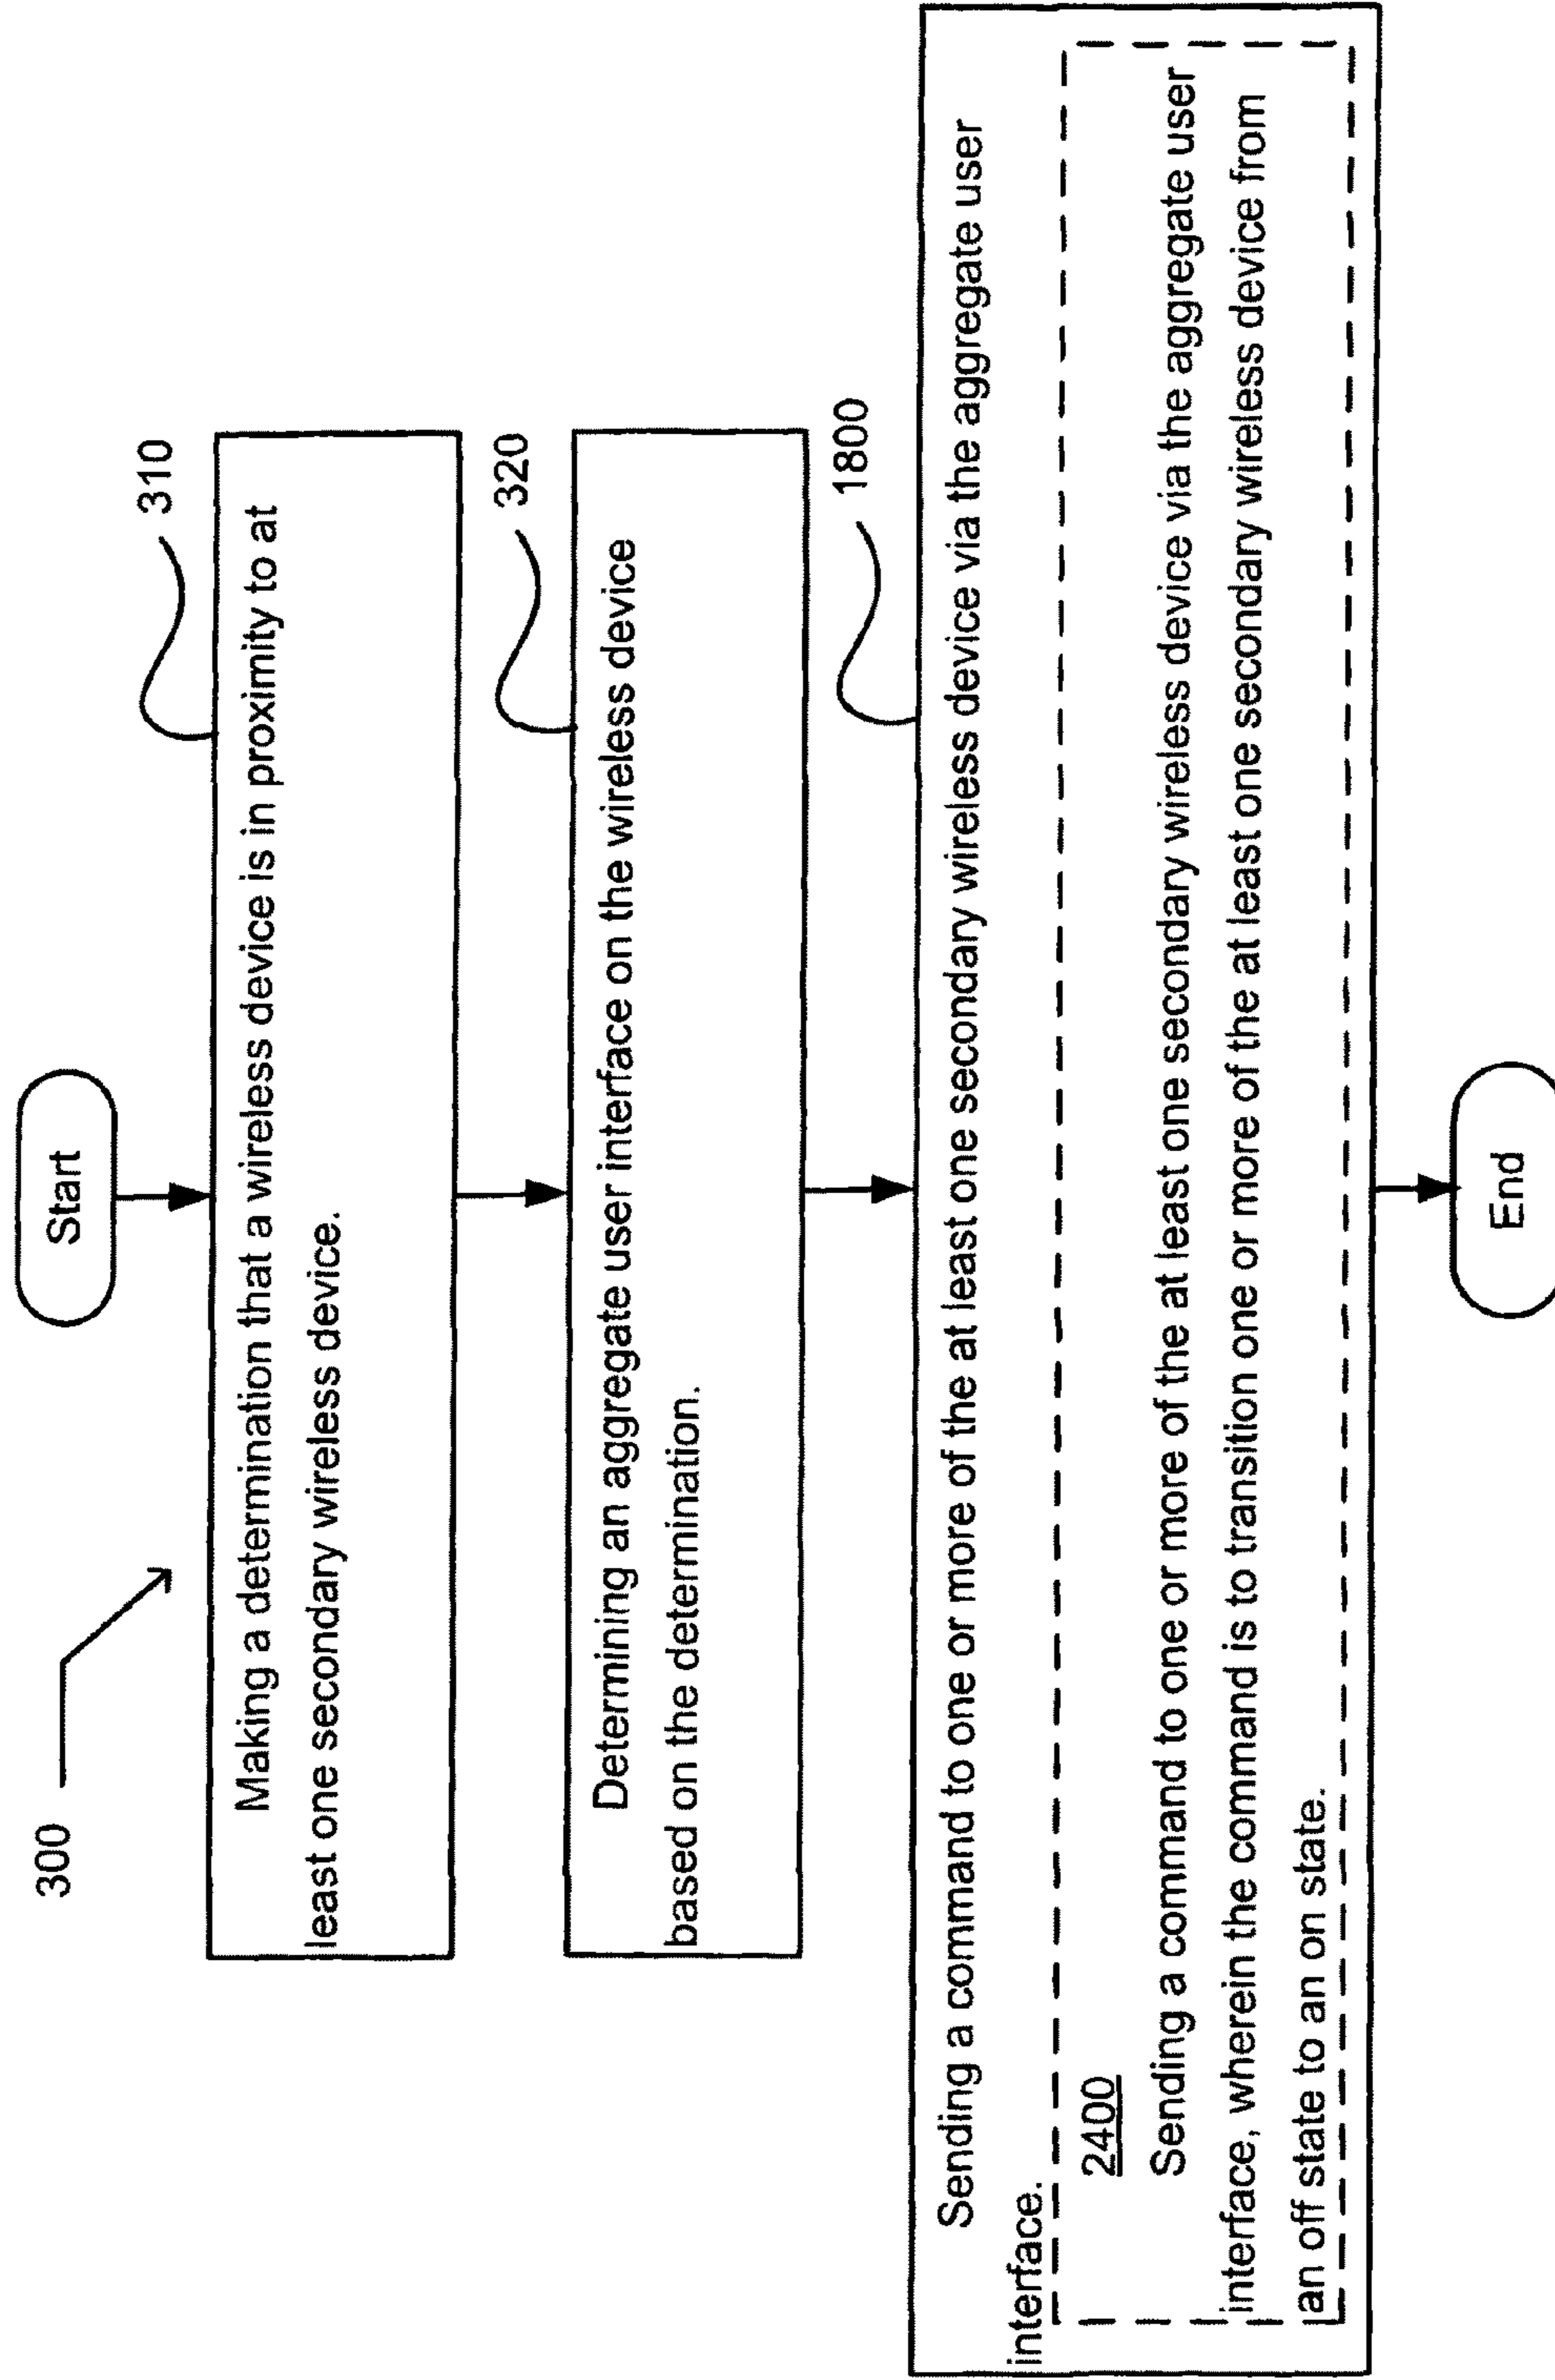 300
Start
310
Making a determination that a wireless device is in proximity to at
least one secondary wireless device.
320
Determining an aggregate user interface on the wireless device
based on the determination.
1800
Sending a command to one or more of the at least one secondary wireless device via the aggregate user
interface.
2400
Sending a command to one or more of the at least one secondary wireless device via the aggregate user
interface, wherein the command is to transition one or more of the at least one secondary wireless device from
an off state to an on state.
End